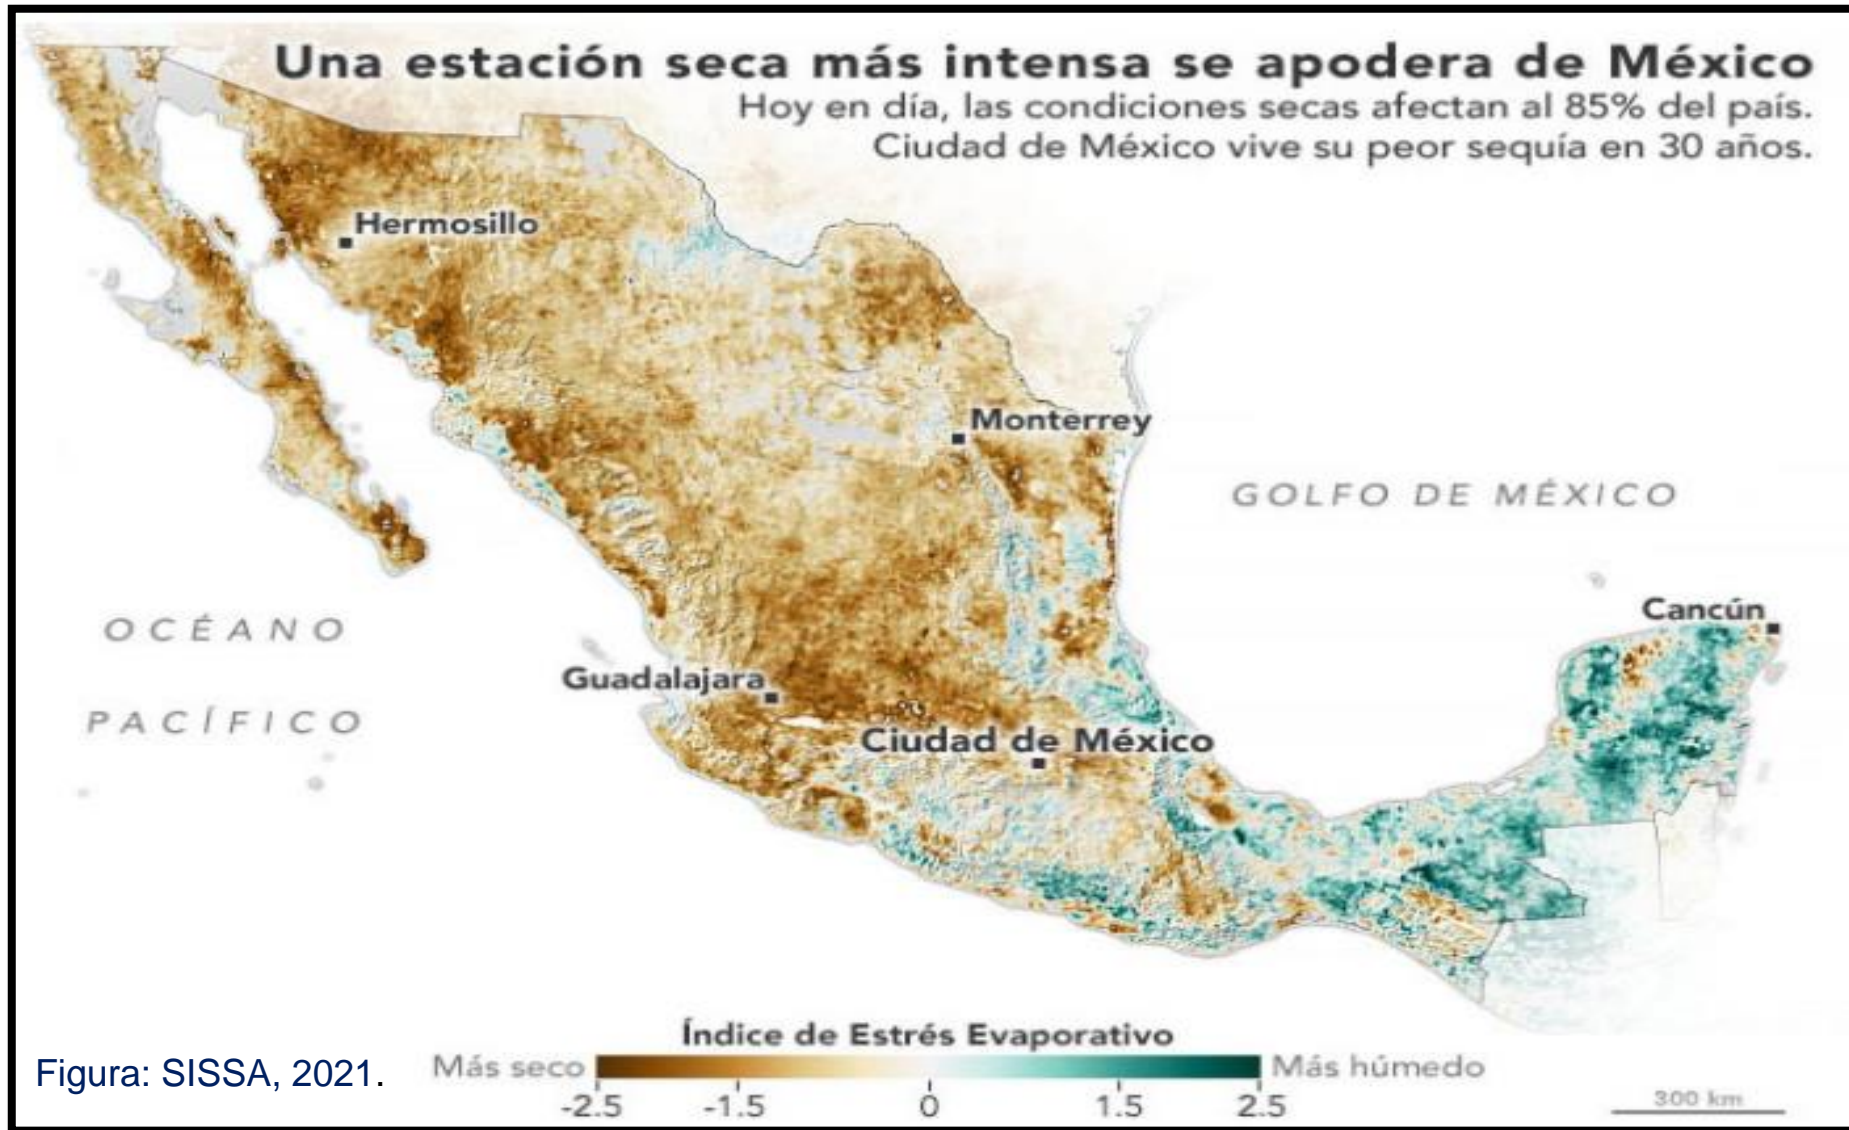 Una estación seca más intensa se apodera de México
Hoy en día, las condiciones secas afectan al 85% del país.
Ciudad de México vive su peor sequía en 30 años.
Hermosillo
Monterrey
GOLFO DE MÉXICO
Cancún
OCÉANO
PACÍFICO
Guadalajara
Ciudad de México
Índice de Estrés Evaporativo
Figura: SISSA, 2021.
Más seco
Más húmedo
-2.5 -1.5 0 1.5 2.5
300 km